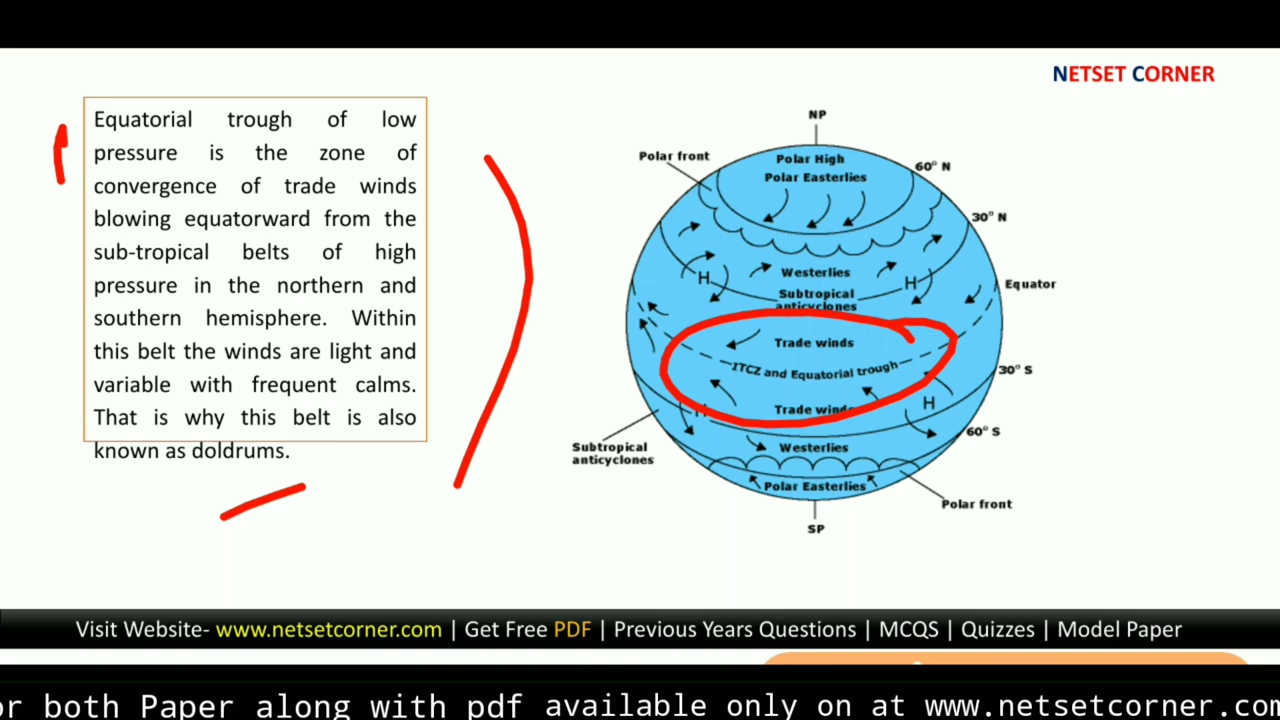 NETSET CORNER
Equatorial trough of low
pressure is the zone of
convergence of trade winds
blowing equatorward from the
sub-tropical belts of high
pressure in the northern and
southern hemisphere. Within
this belt the winds are light and
variable with frequent calms.
That is why this belt is also
known as doldrums.
NP
Polar front
Polar High
Polar Easterlies
60° N
30° N
Westerlies
H
H
Subtropical
anticyclones
Equator
Trade winds
ITCZ and Equatorial trough
30° S
Trade winds
H
H
60° S
Subtropical
anticyclones
Westerlies
Polar Easterlies
Polar front
SP
Visit Website- www.netsetcorner.com | Get Free PDF | Previous Years Questions | MCQS | Quizzes | Model Paper
or both Paper along with pdf available only on at www.netsetcorner.com